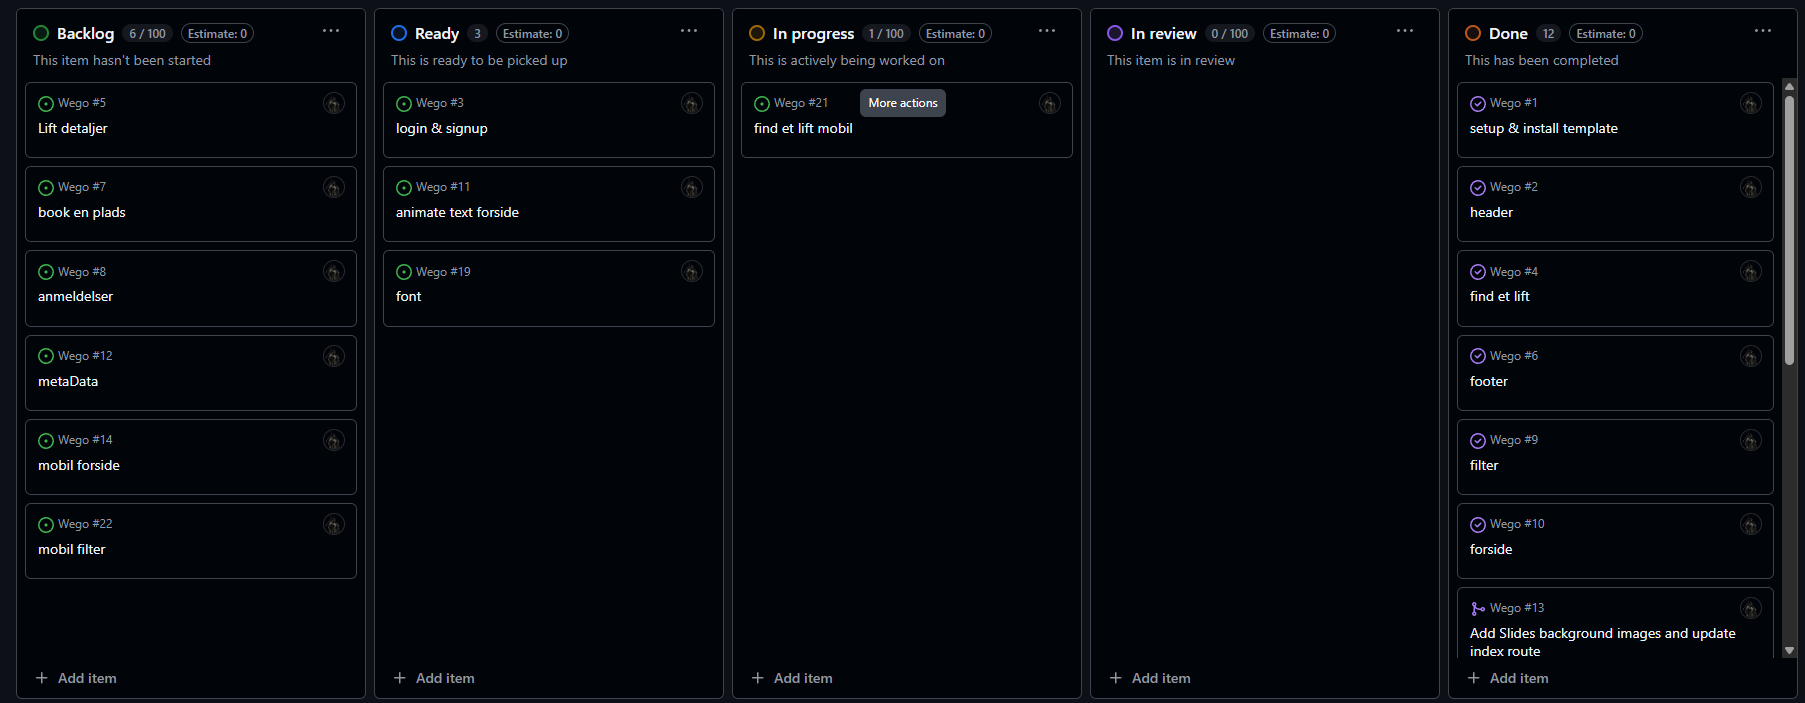 Backlog 6 / 100 Estimate: 0
This item hasn't been started
Wego #5
Lift detaljer
Wego #7
book en plads
Wego #8
anmeldelser
Wego #12
metaData
Wego #14
mobil forside
Wego #22
mobil filter
Add item
Ready 3 Estimate: 0
This is ready to be picked up
Wego #3
login & signup
Wego #11
animate text forside
Wego #19
font
Add item
In progress 1 / 100 Estimate: 0
This is actively being worked on
Wego #21 More actions
find et lift mobil
Add item
In review 0 / 100 Estimate: 0
This item is in review
Add item
Done 12 Estimate: 0
This has been completed
Wego #1
setup & install template
Wego #2
header
Wego #4
find et lift
Wego #6
footer
Wego #9
filter
Wego #10
forside
Wego #13
Add Slides background images and update
index route
Add item